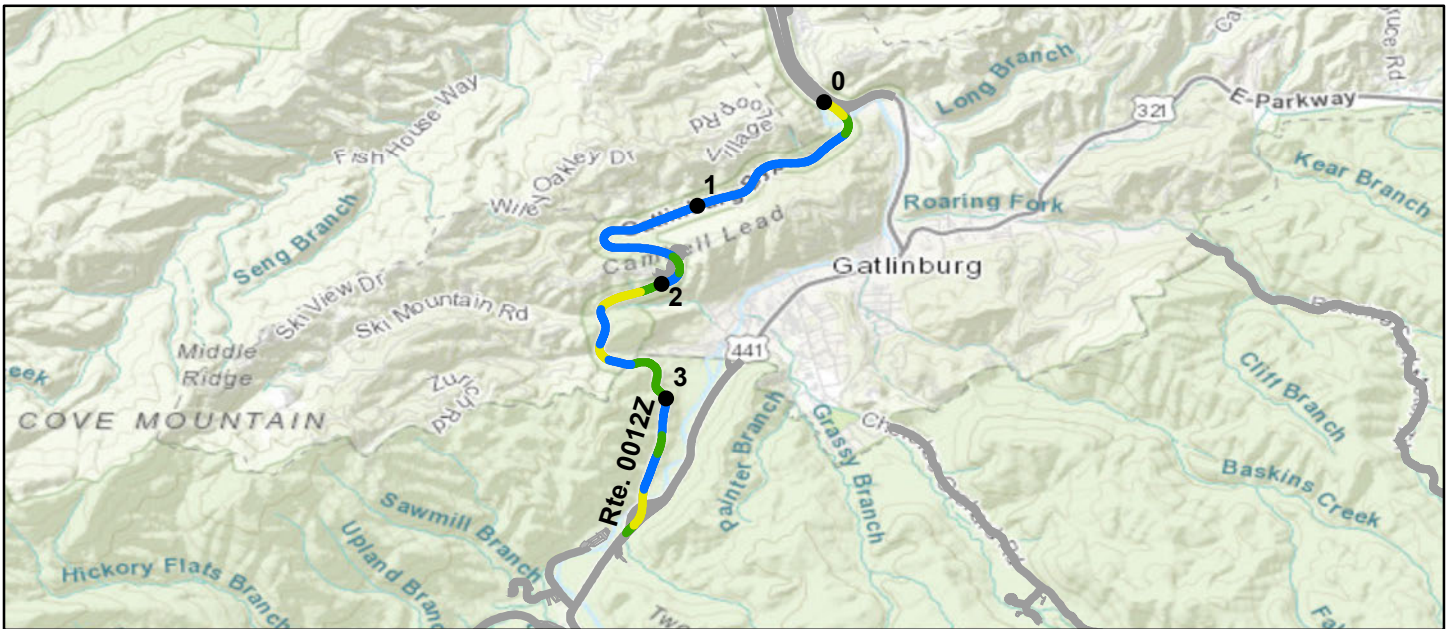 0
Long Branch
321
E-Parkway
Loop Rd
Village
Fish House Way
Wiley Oakley Dr
Kear Branch
1
Roaring Fork
Seng Branch
Campbell Lead
Gatlinburg
2
Ski View Dr
Ski Mountain Rd
441
Middle
Ridge
Zurich Rd
3
COVE MOUNTAIN
Rte. 0012Z
Painter Branch
Grassy Branch
Cliff Branch
Baskins Creek
Sawmill Branch
Upland Branc
Hickory Flats Branch
Two